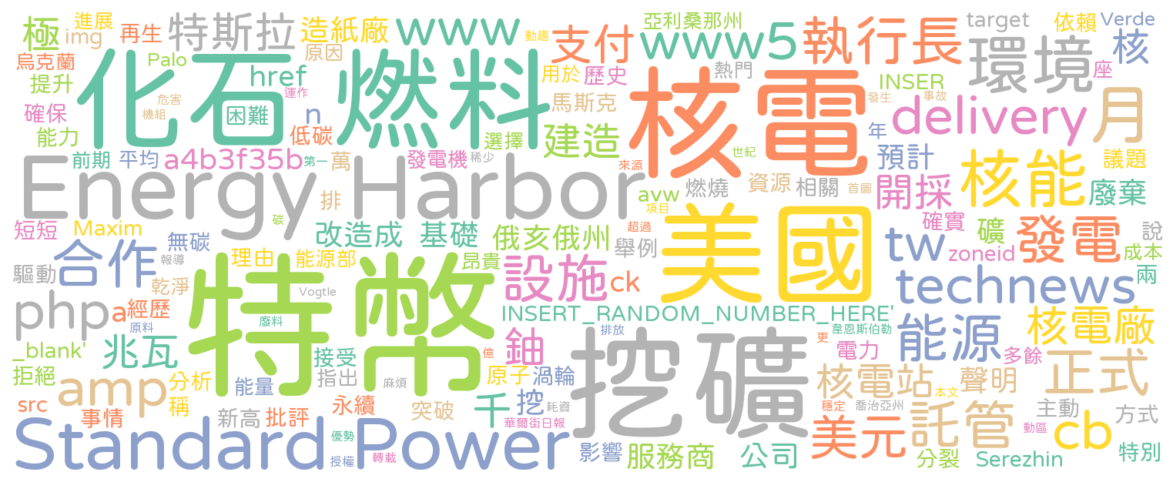 極 進展 再生 特斯拉 造紙廠 www 動趨 支付 亞利桑那州 www5 執行長 target 依賴 Verde
img 原因 環境 核
烏克蘭 Palo href 用於 歷史 熱門 INSER 座
提升 化石 燃料 馬斯克 核電 delivery 月
確保 危害 運作 困難 n 選擇
能力 機組 低碳 建造 年
前期 平均 a4b3f35b 第一 萬 發電機 稀少 世紀 預計 議題
Energy Harbor 來源 燃燒 資源 相關 開採 核能 廢棄
排 avw 項目 首圖
短短 Maxim 碳 改造成 基礎 俄亥俄州 超過 美國 確實 礦 發電 說
無碳 理由 能源部 昂貴 舉例 tw zoneid 成本
驅動 合作 報導 乾淨 特幣 設施 ck technews 兩
php a 經歷 Vogtle INSERT_RANDOM_NUMBER_HERE'
原料 廢料 排放 更 韋恩斯伯勒 能源 核電廠
_blank' 兆瓦 接受 鈾 挖礦 電力 多餘
拒絕 amp 分析 能量 指出 麻煩 億 原子 渦輪 核電站 本文 聲明 正式
src 稱 永續 突破 千 挖 耗資 穩定 喬治亞州 主動 方式
事情 新高 批評 華爾街日報 美元 託管 動區 cb
Standard Power 優勢 影響 服務商 公司 分裂 Serezhin 特別
授權 轉載 發生 事故